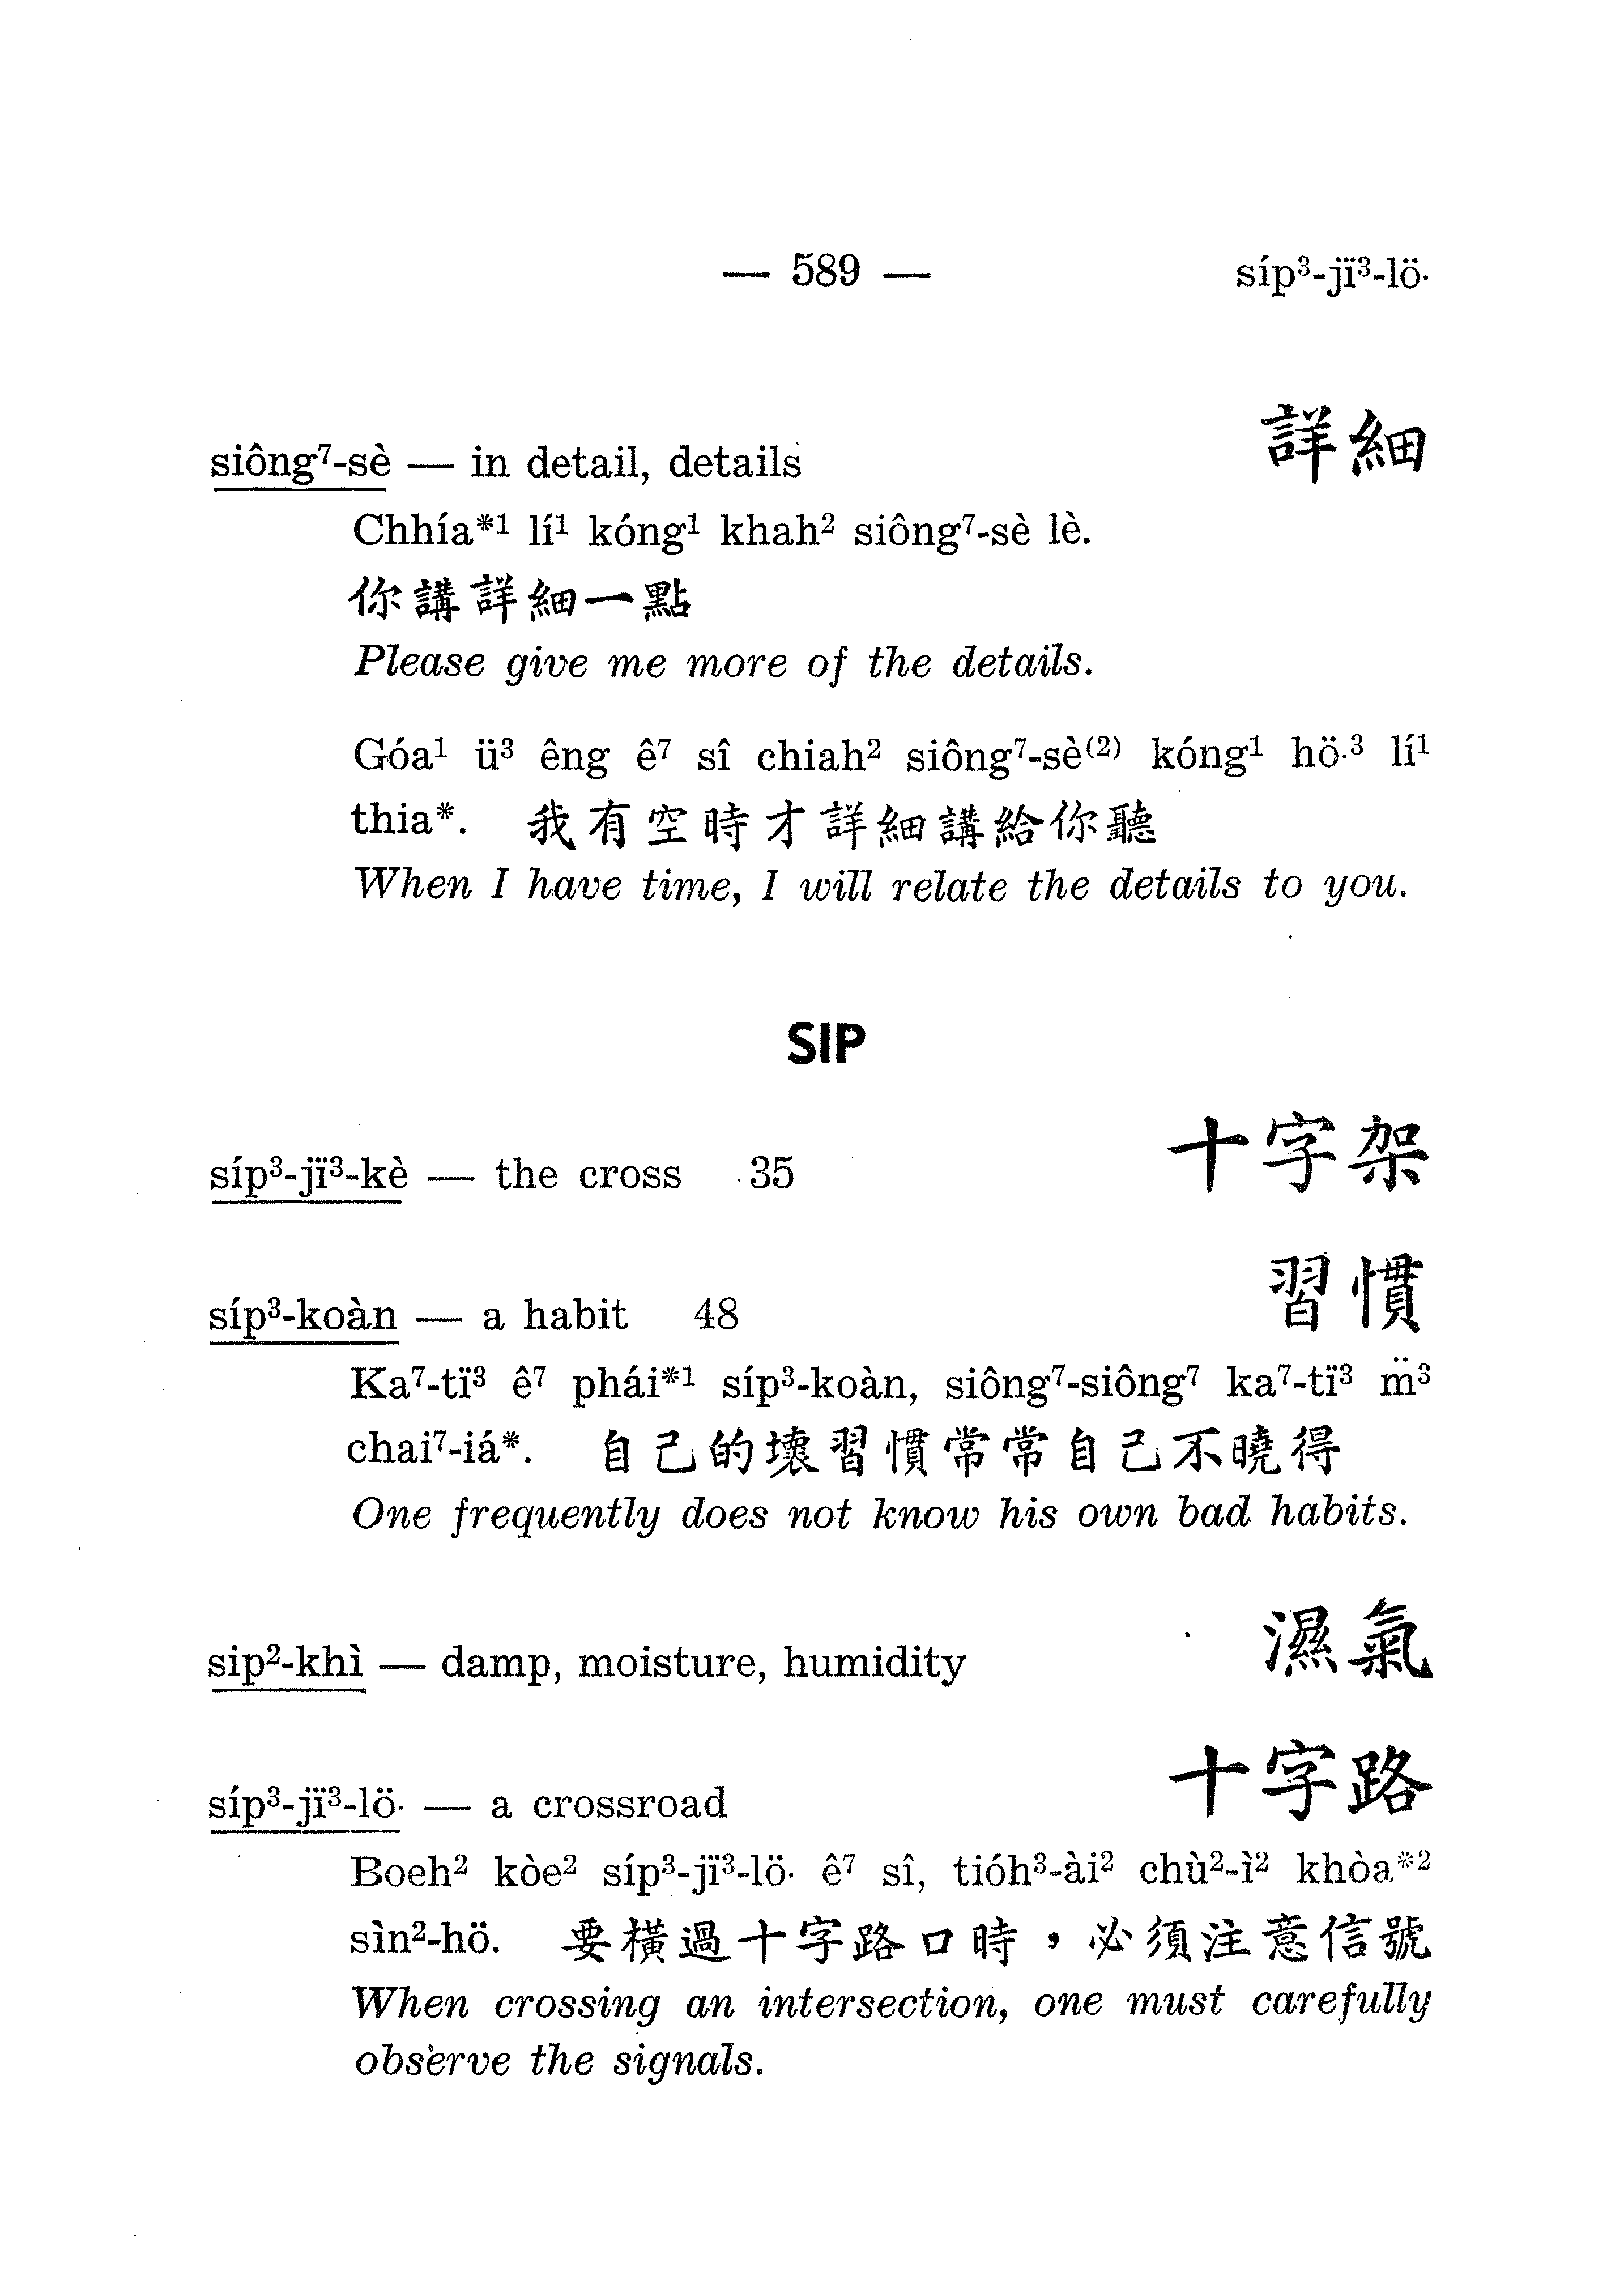 — 589 — síp³-jï³-lö·
詳細
siông⁷-sè — in detail, details
Chhía*¹ lí¹ kóng¹ khah² siông⁷-sè lè.
你講詳細一點
Please give me more of the details.
Góa¹ ü³ êng ê⁷ sî chiah² siông⁷-sè⁽²⁾ kóng¹ hö·³ lí¹
thia*. 我有空時才詳細講給你聽
When I have time, I will relate the details to you.
SIP
十字架
síp³-jï³-kè — the cross 35
習慣
síp³-koàn — a habit 48
Ka⁷-tï³ ê⁷ phái*¹ síp³-koàn, siông⁷-siông⁷ ka⁷-tï³ m̈³
chai⁷-iá*. 自己的壞習慣常常自己不曉得
One frequently does not know his own bad habits.
濕氣
sip²-khì — damp, moisture, humidity
十字路
síp³-jï³-lö· — a crossroad
Boeh² kòe² síp³-jï³-lö· ê⁷ sî, tióh³-ài² chù²-ì² khòa*²
sìn²-hö. 要橫過十字路口時，必須注意信號
When crossing an intersection, one must carefully
observe the signals.